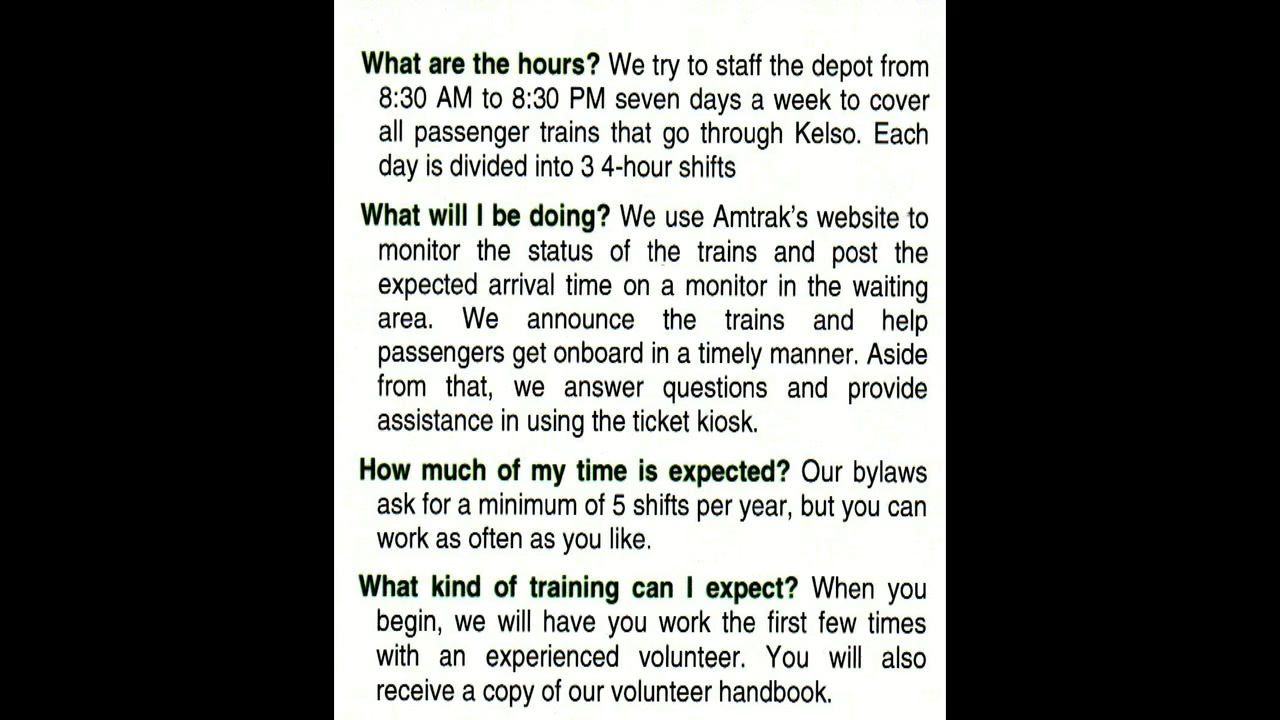 What are the hours? We try to staff the depot from
8:30 AM to 8:30 PM seven days a week to cover
all passenger trains that go through Kelso. Each
day is divided into 3 4-hour shifts
What will I be doing? We use Amtrak's website to
monitor the status of the trains and post the
expected arrival time on a monitor in the waiting
area. We announce the trains and help
passengers get onboard in a timely manner. Aside
from that, we answer questions and provide
assistance in using the ticket kiosk.
How much of my time is expected? Our bylaws
ask for a minimum of 5 shifts per year, but you can
work as often as you like.
What kind of training can I expect? When you
begin, we will have you work the first few times
with an experienced volunteer. You will also
receive a copy of our volunteer handbook.